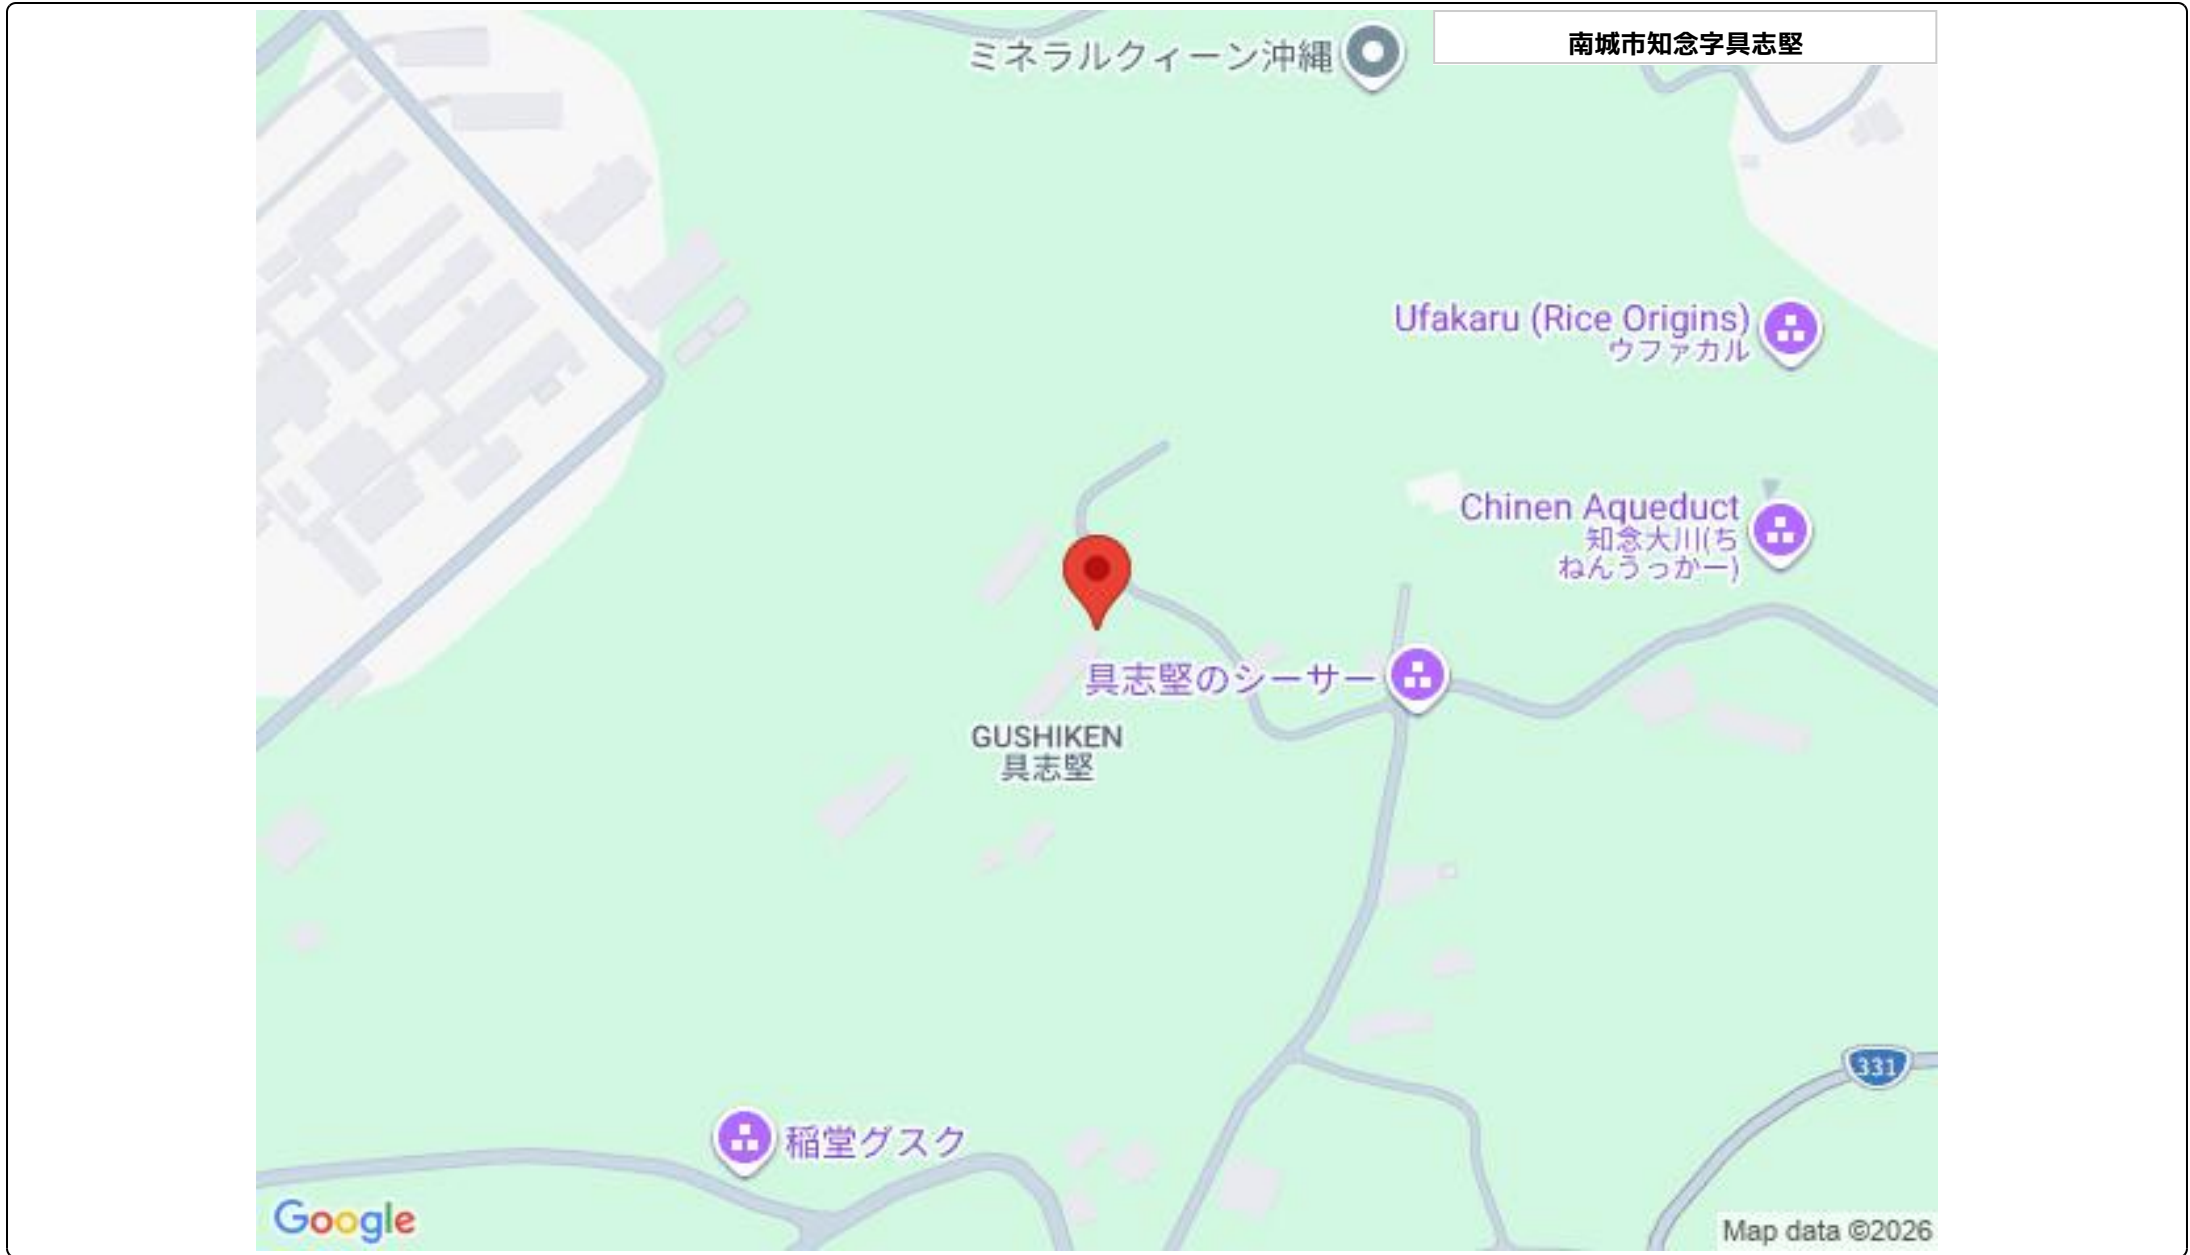 南城市知念字具志堅
ミネラルクィーン沖縄
Ufakaru (Rice Origins)
ウファカル
Chinen Aqueduct
知念大川(ち
ねんうっかー)
具志堅のシーサー
GUSHIKEN
具志堅
331
稲堂グスク
Google
Map data ©2026